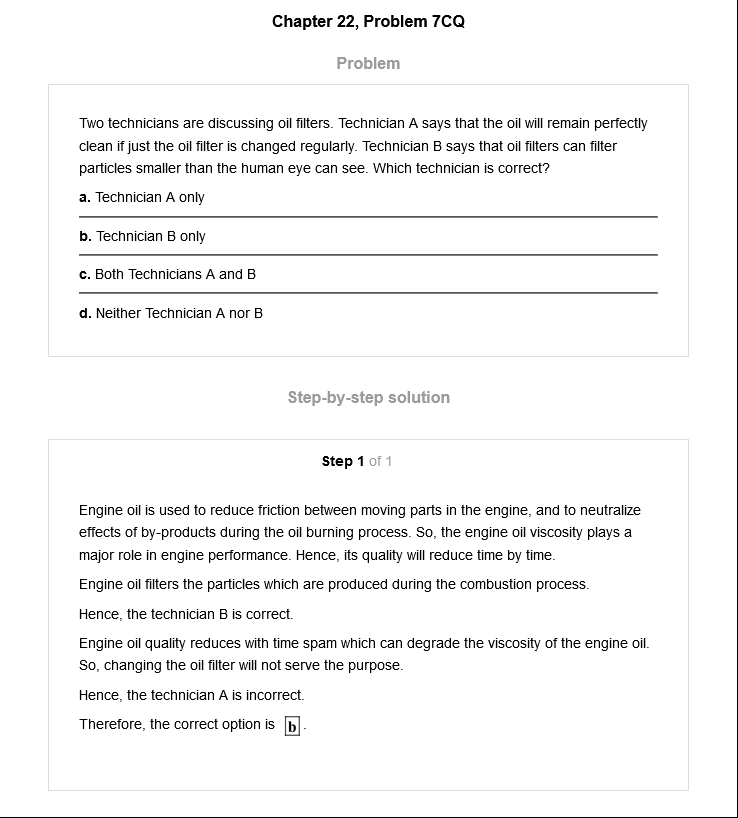 Chapter 22, Problem 7CQ
Problem
Two technicians are discussing oil filters. Technician A says that the oil will remain perfectly
clean if just the oil filter is changed regularly. Technician B says that oil filters can filter
particles smaller than the human eye can see. Which technician is correct?
a. Technician A only
b. Technician B only
c. Both Technicians A and B
d. Neither Technician A nor B
Step-by-step solution
Step 1 of 1
Engine oil is used to reduce friction between moving parts in the engine, and to neutralize
effects of by-products during the oil burning process. So, the engine oil viscosity plays a
major role in engine performance. Hence, its quality will reduce time by time.
Engine oil filters the particles which are produced during the combustion process.
Hence, the technician B is correct.
Engine oil quality reduces with time spam which can degrade the viscosity of the engine oil.
So, changing the oil filter will not serve the purpose.
Hence, the technician A is incorrect.
Therefore, the correct option is b.